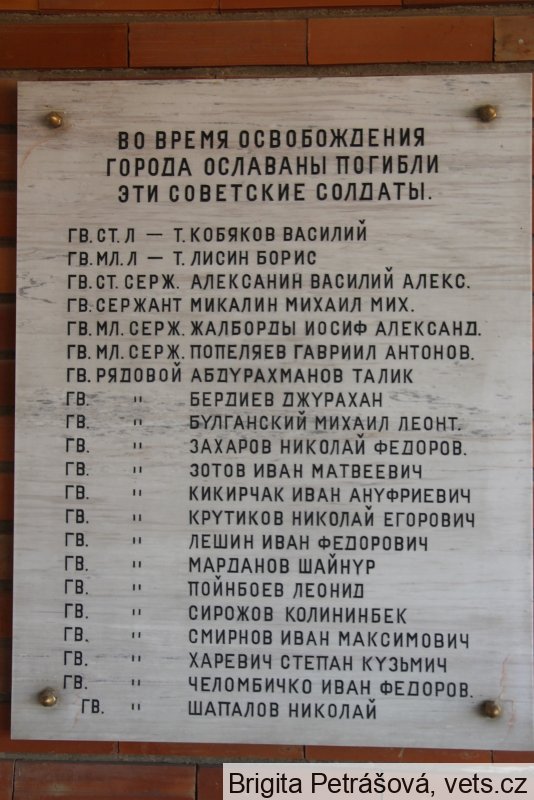 ВО ВРЕМЯ ОСВОБОЖДЕНИЯ
ГОРОДА ОСЛАВАНЫ ПОГИБЛИ
ЭТИ СОВЕТСКИЕ СОЛДАТЫ.
ГВ. СТ. Л — Т. КОБЯКОВ ВАСИЛИЙ
ГВ. МЛ. Л — Т. ЛИСИН БОРИС
ГВ. СТ. СЕРЖ. АЛЕКСАНИН ВАСИЛИЙ АЛЕКС.
ГВ. СЕРЖАНТ МИКАЛИН МИХАИЛ МИХ.
ГВ. МЛ. СЕРЖ. ЖАЛБОРДЫ ИОСИФ АЛЕКСАНД.
ГВ. МЛ. СЕРЖ. ПОПЕЛЯЕВ ГАВРИИЛ АНТОНОВ.
ГВ. РЯДОВОЙ АБДУРАХМАНОВ ТАЛИК
ГВ. " БЕРДИЕВ ДЖУРАХАН
ГВ. " БУЛГАНСКИЙ МИХАИЛ ЛЕОНТ.
ГВ. " ЗАХАРОВ НИКОЛАЙ ФЕДОРОВ.
ГВ. " ЗОТОВ ИВАН МАТВЕЕВИЧ
ГВ. " КИКИРЧАК ИВАН АНУФРИЕВИЧ
ГВ. " КРУТИКОВ НИКОЛАЙ ЕГОРОВИЧ
ГВ. " ЛЕШИН ИВАН ФЕДОРОВИЧ
ГВ. " МАРДАНОВ ШАЙНУР
ГВ. " ПОЙНБОЕВ ЛЕОНИД
ГВ. " СИРОЖОВ КОЛИНИНБЕК
ГВ. " СМИРНОВ ИВАН МАКСИМОВИЧ
ГВ. " ХАРЕВИЧ СТЕПАН КУЗЬМИЧ
ГВ. " ЧЕЛОМБИЧКО ИВАН ФЕДОРОВ.
ГВ. " ШАПАЛОВ НИКОЛАЙ
Brigita Petrášová, vets.cz